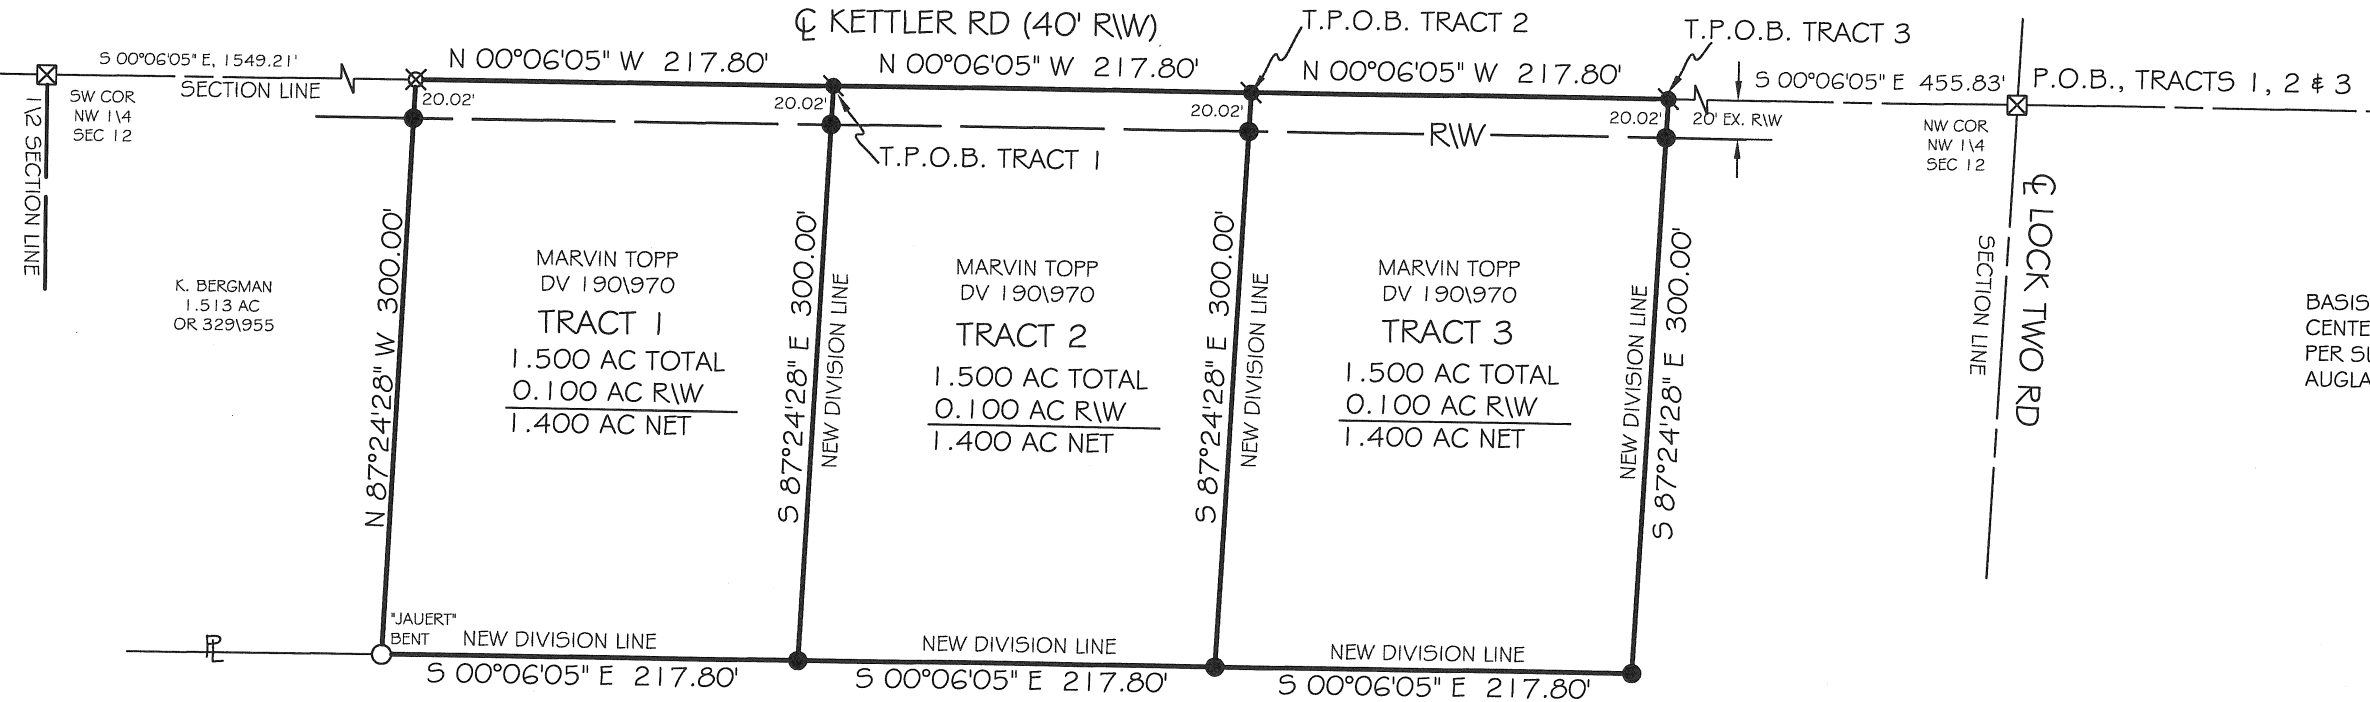 ℄ KETTLER RD (40' R\W)
T.P.O.B. TRACT 2
T.P.O.B. TRACT 3
S 00°06'05" E, 1549.21'
N 00°06'05" W 217.80'
N 00°06'05" W 217.80'
N 00°06'05" W 217.80'
S 00°06'05" E 455.83'
P.O.B., TRACTS 1, 2 & 3
SECTION LINE
SW COR
NW 1\4
SEC 12
20.02'
20.02'
20.02'
20.02'
20' EX. R\W
NW COR
NW 1\4
SEC 12
R\W
T.P.O.B. TRACT 1
1\2 SECTION LINE
K. BERGMAN
1.513 AC
OR 329\955
N 87°24'28" W 300.00'
MARVIN TOPP
DV 190\970
TRACT 1
1.500 AC TOTAL
0.100 AC R\W
1.400 AC NET
S 87°24'28" E 300.00'
NEW DIVISION LINE
MARVIN TOPP
DV 190\970
TRACT 2
1.500 AC TOTAL
0.100 AC R\W
1.400 AC NET
S 87°24'28" E 300.00'
NEW DIVISION LINE
MARVIN TOPP
DV 190\970
TRACT 3
1.500 AC TOTAL
0.100 AC R\W
1.400 AC NET
NEW DIVISION LINE
S 87°24'28" E 300.00'
SECTION LINE
℄ LOCK TWO RD
BASIS
CENTE
PER SU
AUGLA
"JAUERT"
BENT
PL
NEW DIVISION LINE
S 00°06'05" E 217.80'
NEW DIVISION LINE
S 00°06'05" E 217.80'
NEW DIVISION LINE
S 00°06'05" E 217.80'